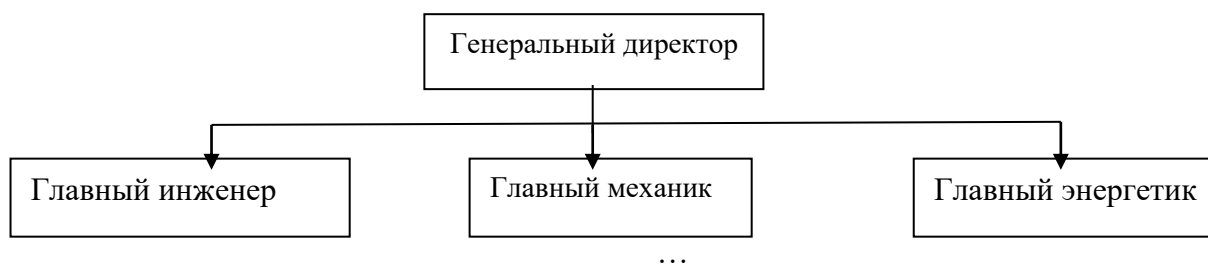 Генеральный директор
Главный инженер
Главный механик
Главный энергетик
…